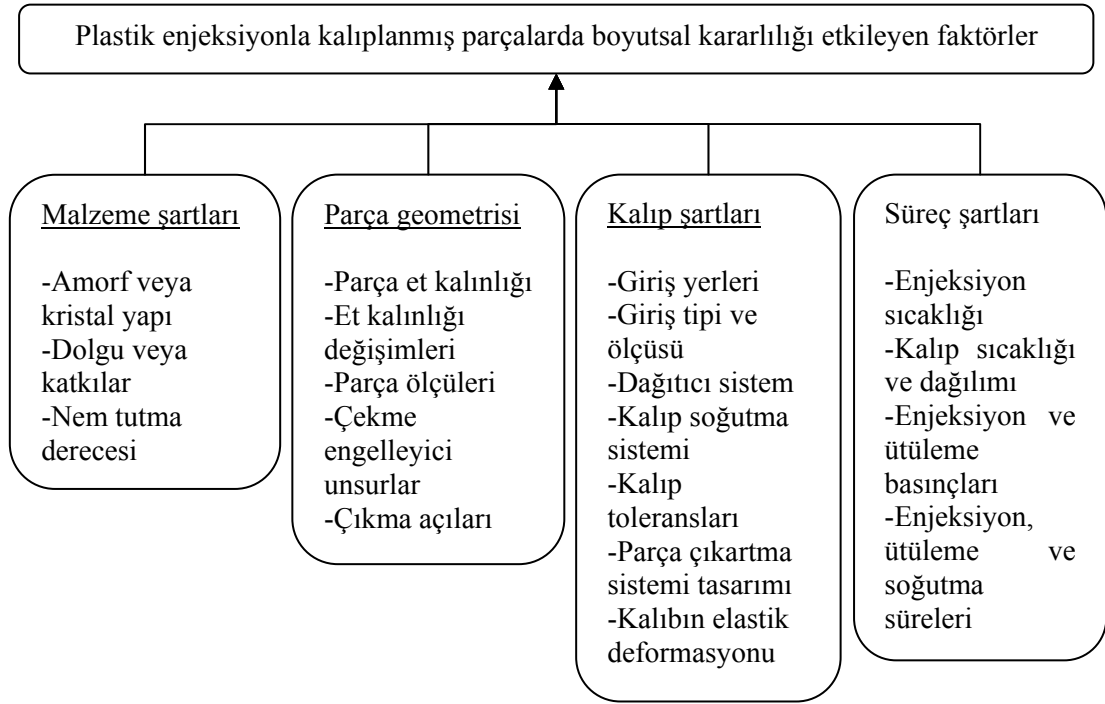 Plastik enjeksiyonla kalıplanmış parçalarda boyutsal kararlılığı etkileyen faktörler
Malzeme şartları
-Amorf veya
kristal yapı
-Dolgu veya
katkılar
-Nem tutma
derecesi
Parça geometrisi
-Parça et kalınlığı
-Et kalınlığı
değişimleri
-Parça ölçüleri
-Çekme
engelleyici
unsurlar
-Çıkma açıları
Kalıp şartları
-Giriş yerleri
-Giriş tipi ve
ölçüsü
-Dağıtıcı sistem
-Kalıp soğutma
sistemi
-Kalıp
toleransları
-Parça çıkartma
sistemi tasarımı
-Kalıbın elastik
deformasyonu
Süreç şartları
-Enjeksiyon
sıcaklığı
-Kalıp sıcaklığı
ve dağılımı
-Enjeksiyon ve
ütüleme
basınçları
-Enjeksiyon,
ütüleme ve
soğutma
süreleri